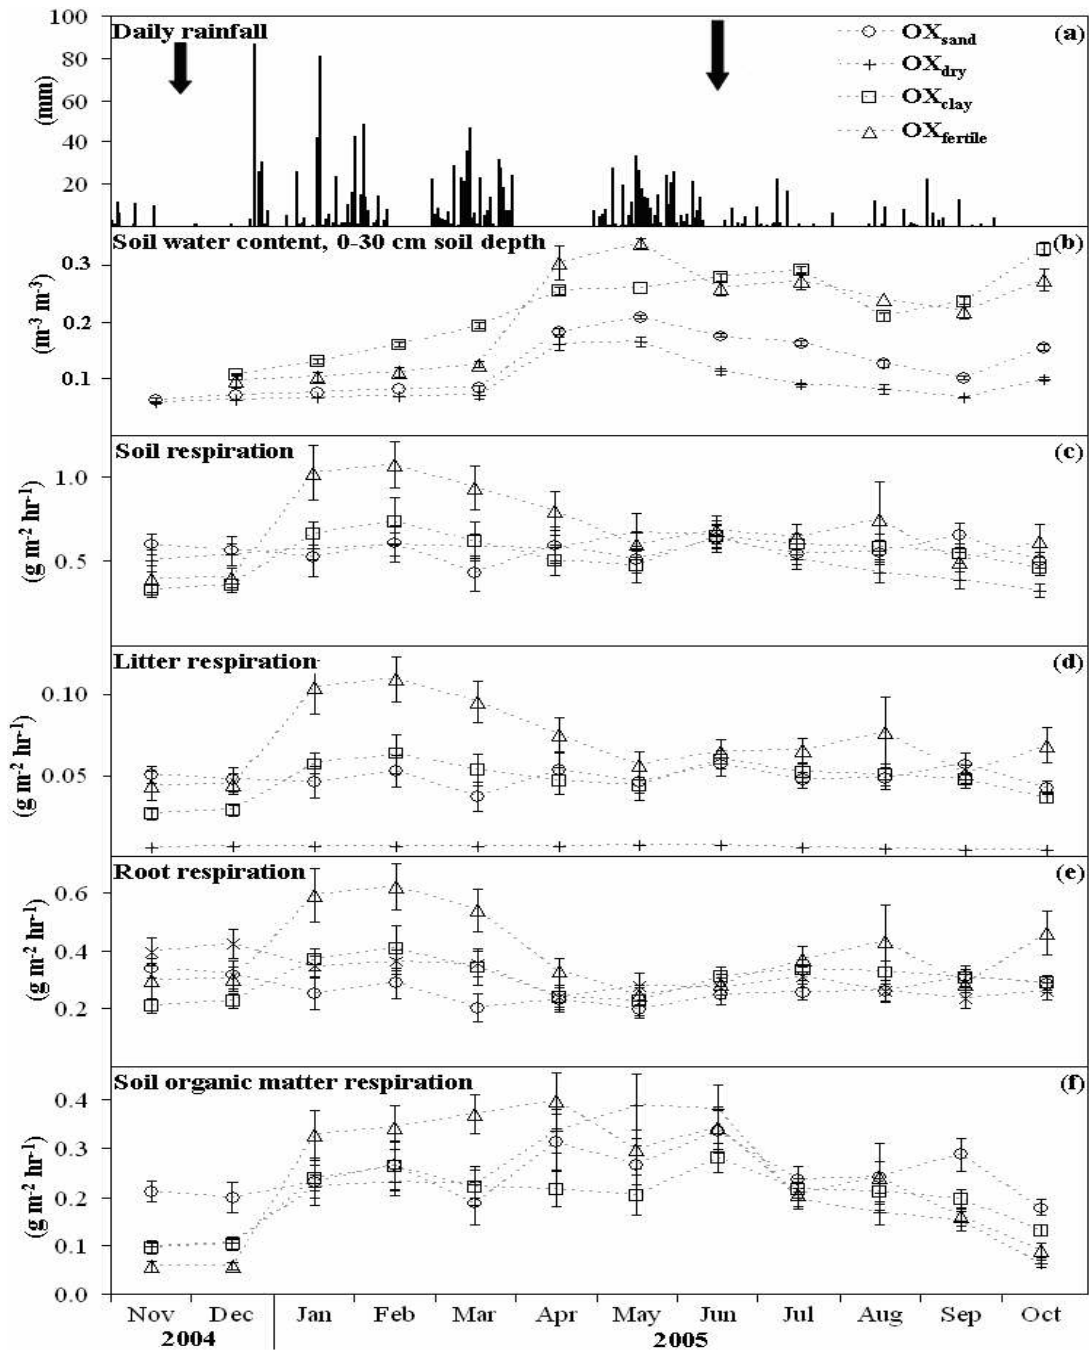 100
80
60
40
20
(mm)
Daily rainfall
(a)
OXsand
OXdry
OXclay
OXfertile
Soil water content, 0-30 cm soil depth
(b)
0.3
0.2
0.1
(m-3 m-3)
Soil respiration
(c)
1.0
0.5
(g m-2 hr-1)
Litter respiration
(d)
0.10
0.05
(g m-2 hr-1)
Root respiration
(e)
0.6
0.4
0.2
(g m-2 hr-1)
Soil organic matter respiration
(f)
0.4
0.3
0.2
0.1
0.0
(g m-2 hr-1)
Nov Dec Jan Feb Mar Apr May Jun Jul Aug Sep Oct
2004 2005